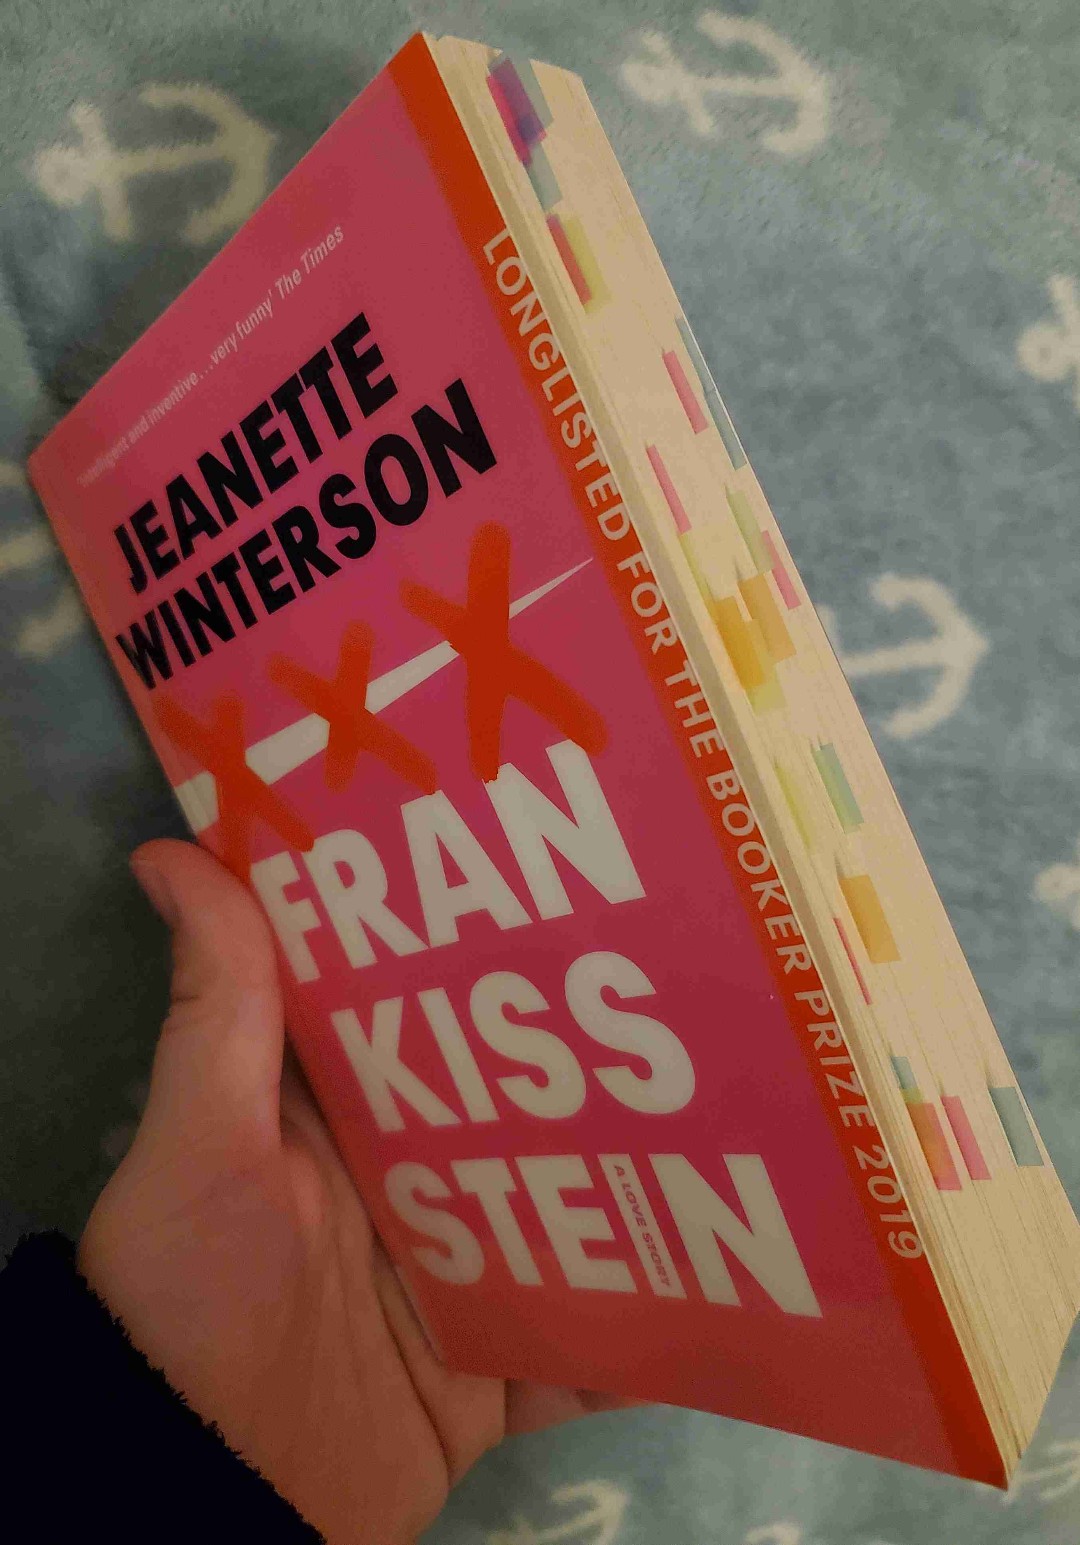 'Intelligent and inventive...very funny' The Times
JEANETTE
WINTERSON
XXX
FRAN
KISS
STEIN
A LOVE STORY
LONGLISTED FOR THE BOOKER PRIZE 2019